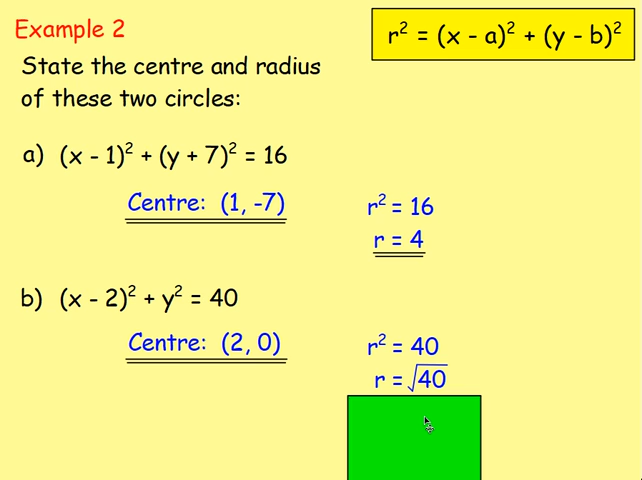 Example 2
r² = (x - a)² + (y - b)²
State the centre and radius
of these two circles:
a) (x - 1)² + (y + 7)² = 16
Centre: (1, -7)
r² = 16
r = 4
b) (x - 2)² + y² = 40
Centre: (2, 0)
r² = 40
r = √40